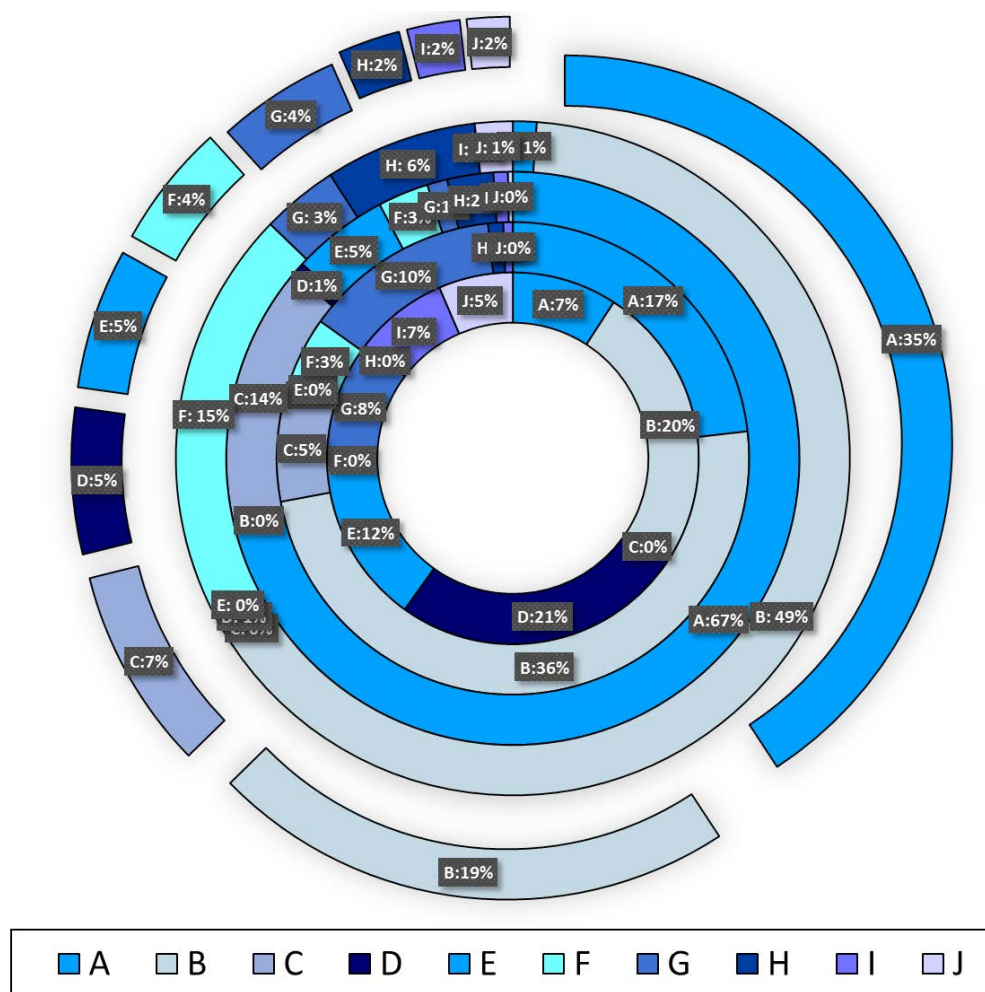 J:2%
I:2%
H:2%
G:4%
A:35%
F:4%
E:5%
D:5%
C:7%
B:19%
J: 1%
1%
H: 6%
G: 3%
F: 15%
E: 0%
B: 49%
J:0%
F:3%
E:5%
D:1%
C:14%
B:0%
A:67%
J:0%
G:10%
F:3%
E:0%
C:5%
B:36%
A:17%
J:5%
A:7%
I:7%
H:0%
G:8%
F:0%
E:12%
D:21%
C:0%
B:20%
A B C D E F G H I J